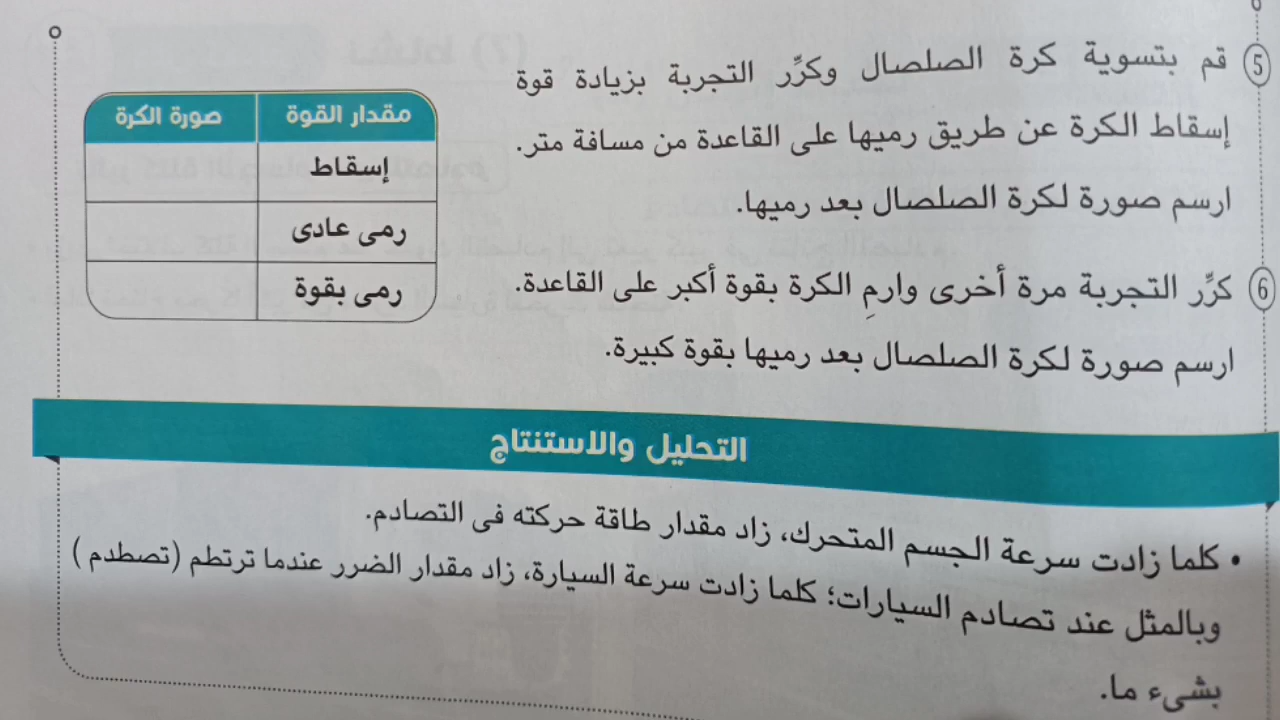 ⑤ قم بتسوية كرة الصلصال وكرِّر التجربة بزيادة قوة
إسقاط الكرة عن طريق رميها على القاعدة من مسافة متر.
ارسم صورة لكرة الصلصال بعد رميها.
⑥ كرِّر التجربة مرة أخرى وارمِ الكرة بقوة أكبر على القاعدة.
ارسم صورة لكرة الصلصال بعد رميها بقوة كبيرة.
مقدار القوة صورة الكرة
إسقاط
رمى عادى
رمى بقوة
التحليل والاستنتاج
• كلما زادت سرعة الجسم المتحرك، زاد مقدار طاقة حركته فى التصادم.
وبالمثل عند تصادم السيارات؛ كلما زادت سرعة السيارة، زاد مقدار الضرر عندما ترتطم (تصطدم )
بشىء ما.